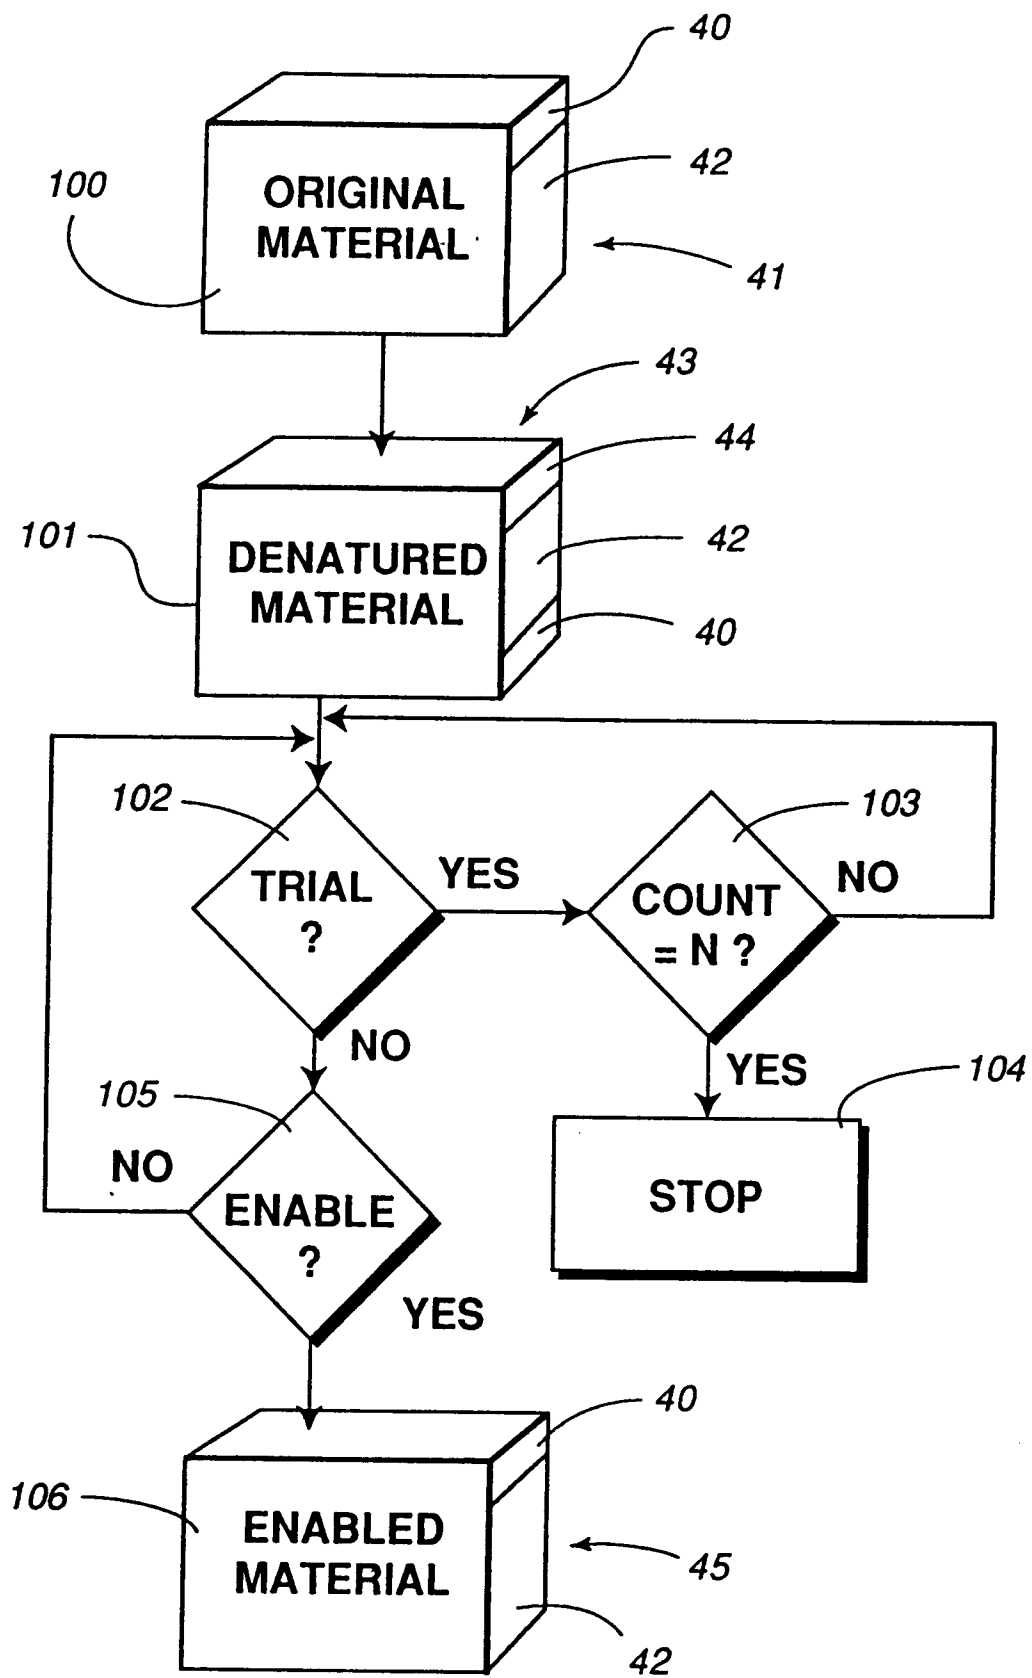 40
ORIGINAL
MATERIAL
42
100
41
43
44
DENATURED
MATERIAL
101
42
40
102
TRIAL
?
YES
103
COUNT
= N ?
NO
NO
YES
104
105
NO
ENABLE
?
STOP
YES
40
106
ENABLED
MATERIAL
45
42